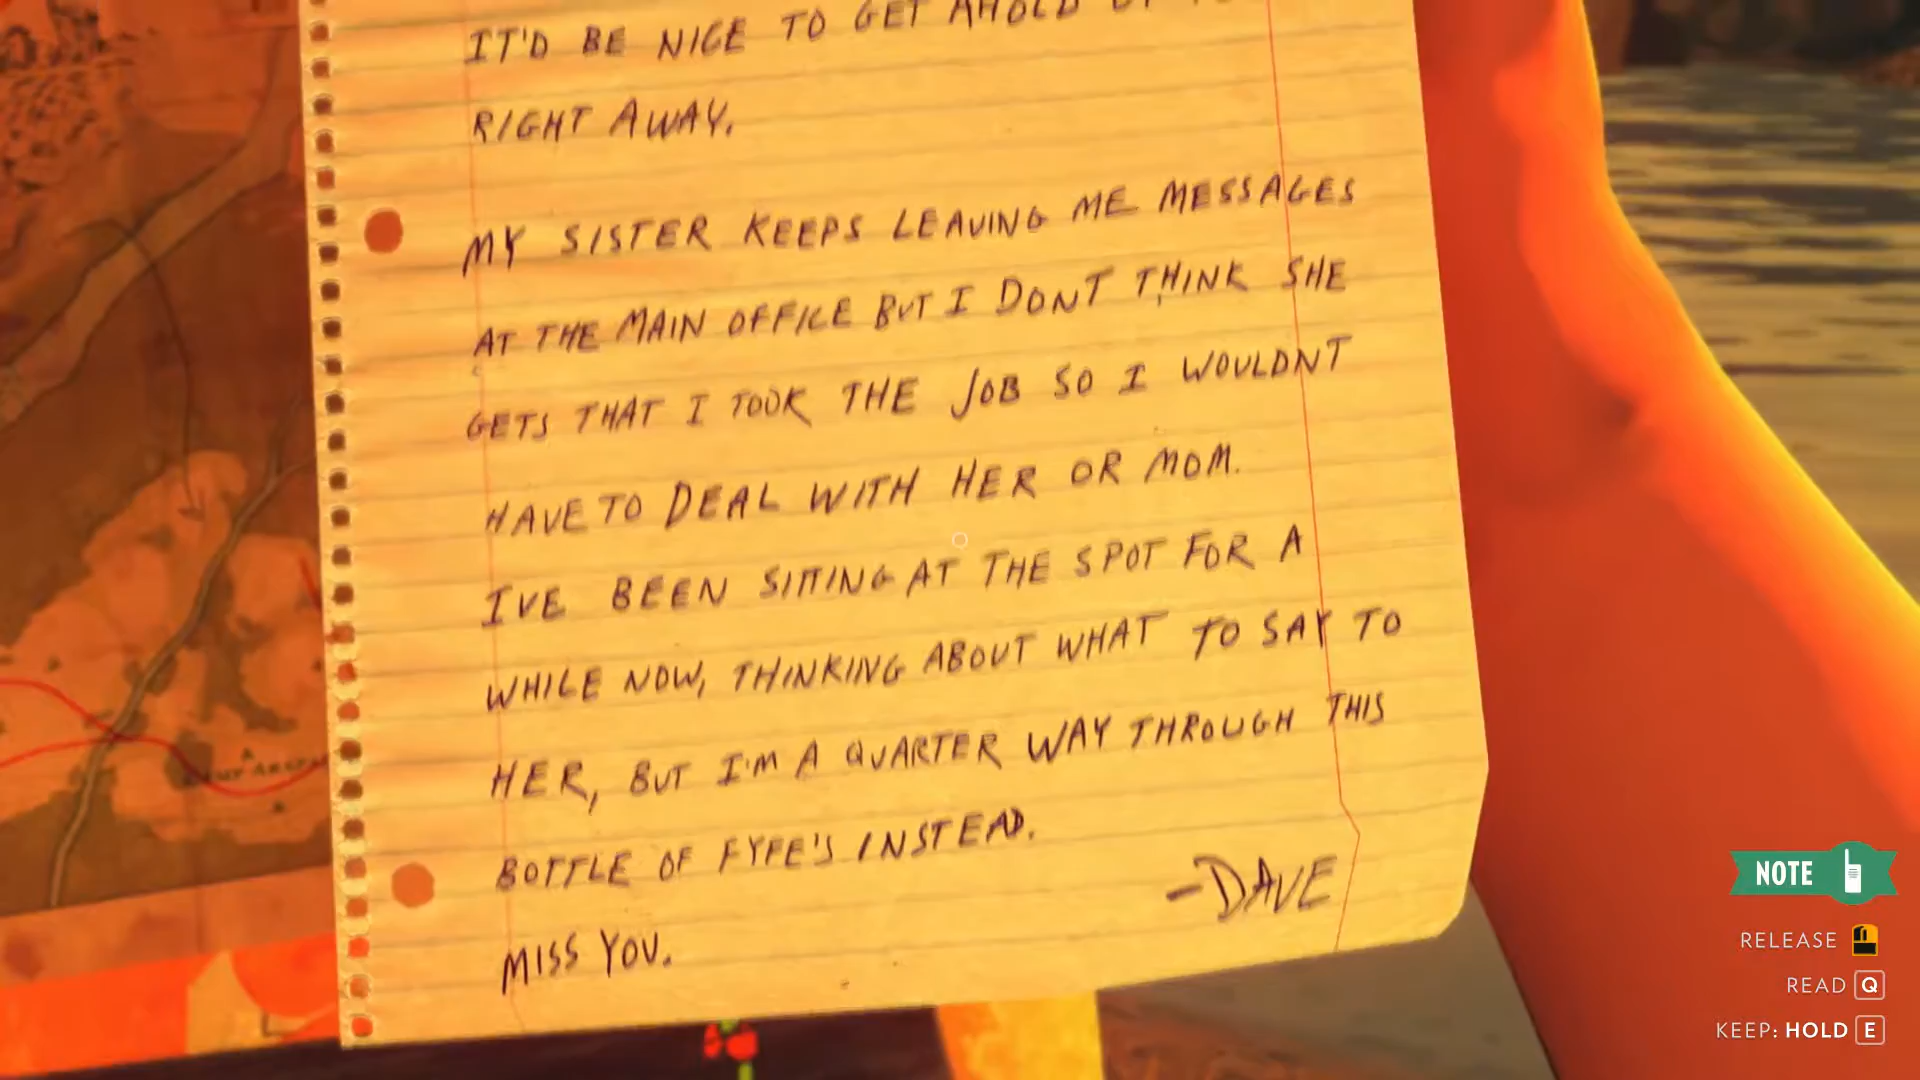 IT'D BE NICE TO GET AHOLD
RIGHT AWAY.
MY SISTER KEEPS LEAVING ME MESSAGES
AT THE MAIN OFFICE BUT I DONT THINK SHE
GETS THAT I TOOK THE JOB SO I WOULDNT
HAVE TO DEAL WITH HER OR MOM.
IVE BEEN SITTING AT THE SPOT FOR A
WHILE NOW, THINKING ABOUT WHAT TO SAY TO
HER, BUT I'M A QUARTER WAY THROUGH THIS
BOTTLE OF FYFE'S INSTEAD.
-DAVE
MISS YOU.
NOTE
RELEASE
READ Q
KEEP: HOLD E